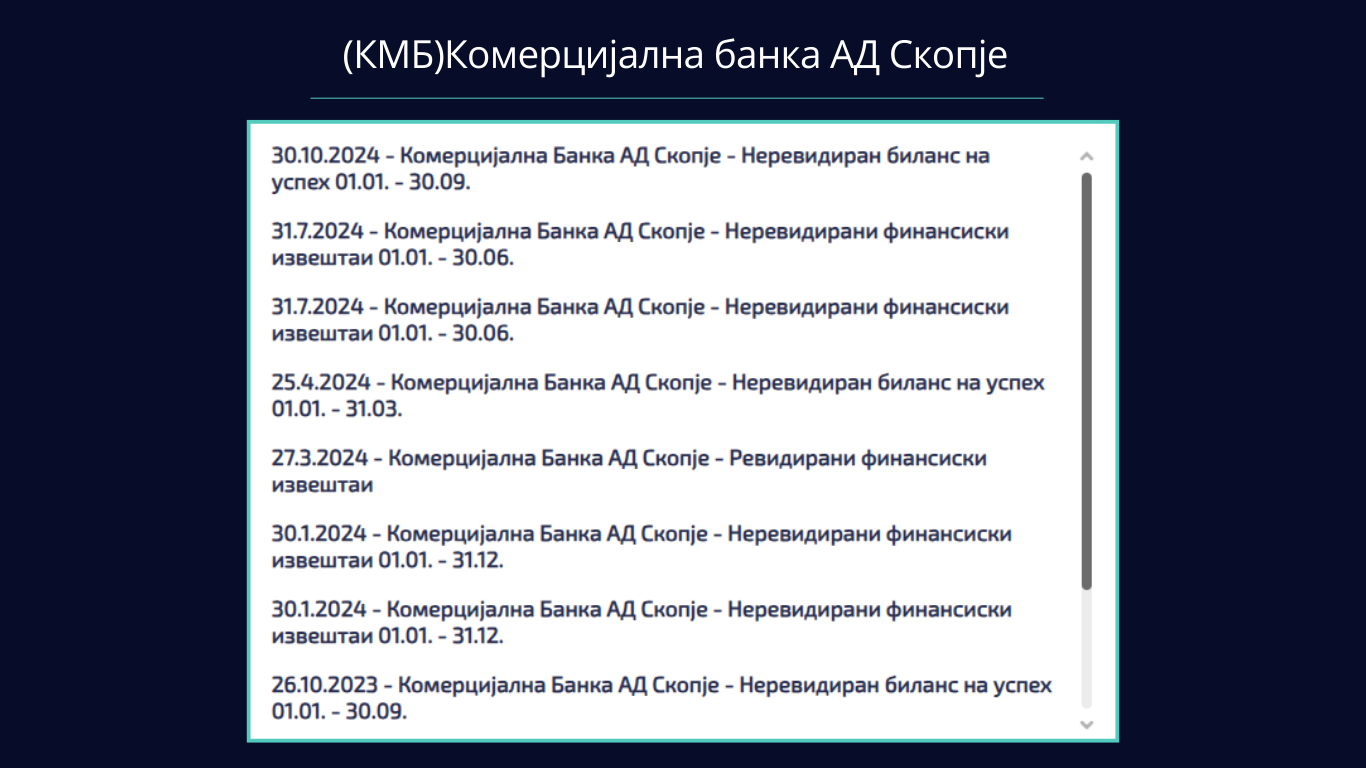 (КМБ)Комерцијална банка АД Скопје
30.10.2024 - Комерцијална Банка АД Скопје - Неревидиран биланс на
успех 01.01. - 30.09.
31.7.2024 - Комерцијална Банка АД Скопје - Неревидирани финансиски
извештаи 01.01. - 30.06.
31.7.2024 - Комерцијална Банка АД Скопје - Неревидирани финансиски
извештаи 01.01. - 30.06.
25.4.2024 - Комерцијална Банка АД Скопје - Неревидиран биланс на успех
01.01. - 31.03.
27.3.2024 - Комерцијална Банка АД Скопје - Ревидирани финансиски
извештаи
30.1.2024 - Комерцијална Банка АД Скопје - Неревидирани финансиски
извештаи 01.01. - 31.12.
30.1.2024 - Комерцијална Банка АД Скопје - Неревидирани финансиски
извештаи 01.01. - 31.12.
26.10.2023 - Комерцијална Банка АД Скопје - Неревидиран биланс на успех
01.01. - 30.09.